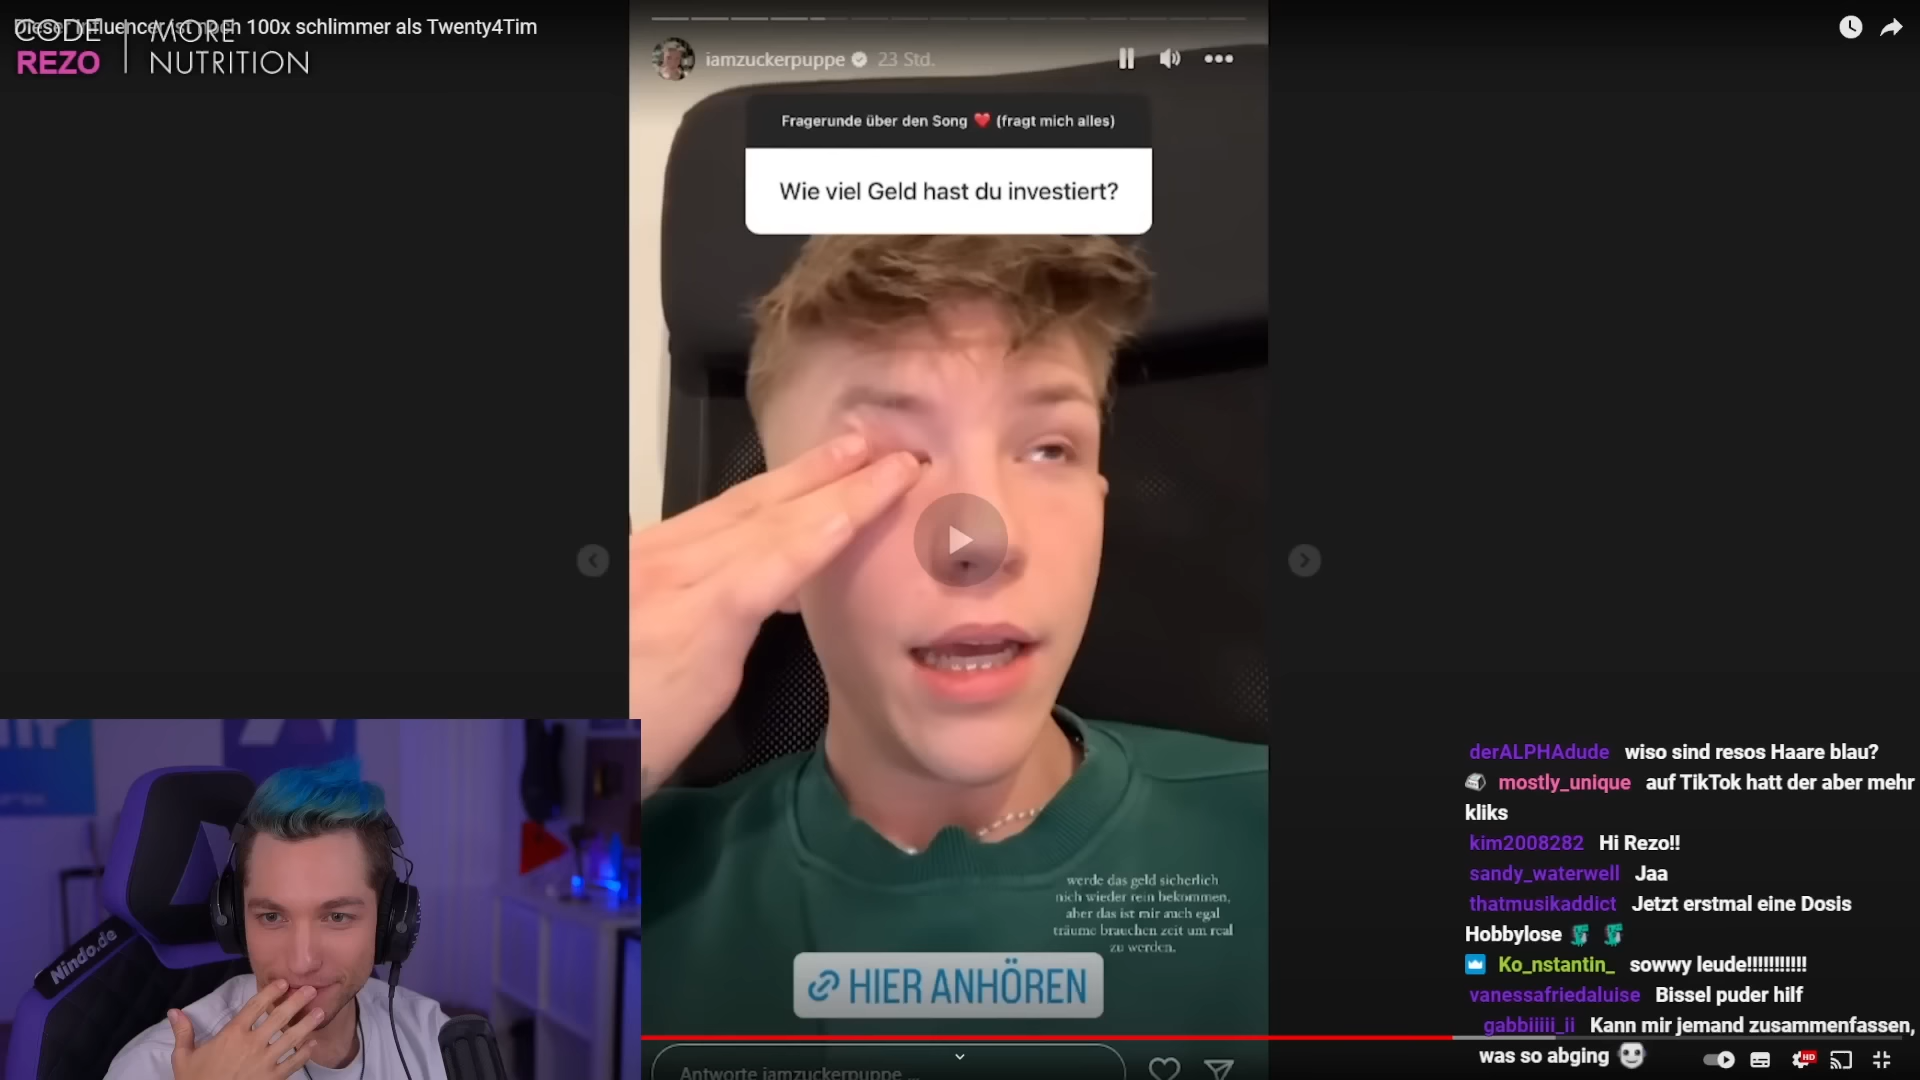 Dieser Influencer ist noch 100x schlimmer als Twenty4Tim
CODE
REZO
MORE
NUTRITION
iamzuckerpuppe 23 Std.
Fragerunde über den Song ❤️ (fragt mich alles)
Wie viel Geld hast du investiert?
werde das geld sicherlich
nich wieder rein bekommen,
aber das ist mir auch egal
träume brauchen zeit um real
zu werden.
HIER ANHÖREN
Antworte iamzuckerpuppe ...
Nindo.de
derALPHAdude wiso sind resos Haare blau?
mostly_unique auf TikTok hatt der aber mehr
kliks
kim2008282 Hi Rezo!!
sandy_waterwell Jaa
thatmusikaddict Jetzt erstmal eine Dosis
Hobbylose
Ko_nstantin_ sowwy leude!!!!!!!!!!!
vanessafriedaluise Bissel puder hilf
gabbiiiii_ii Kann mir jemand zusammenfassen,
was so abging
HD